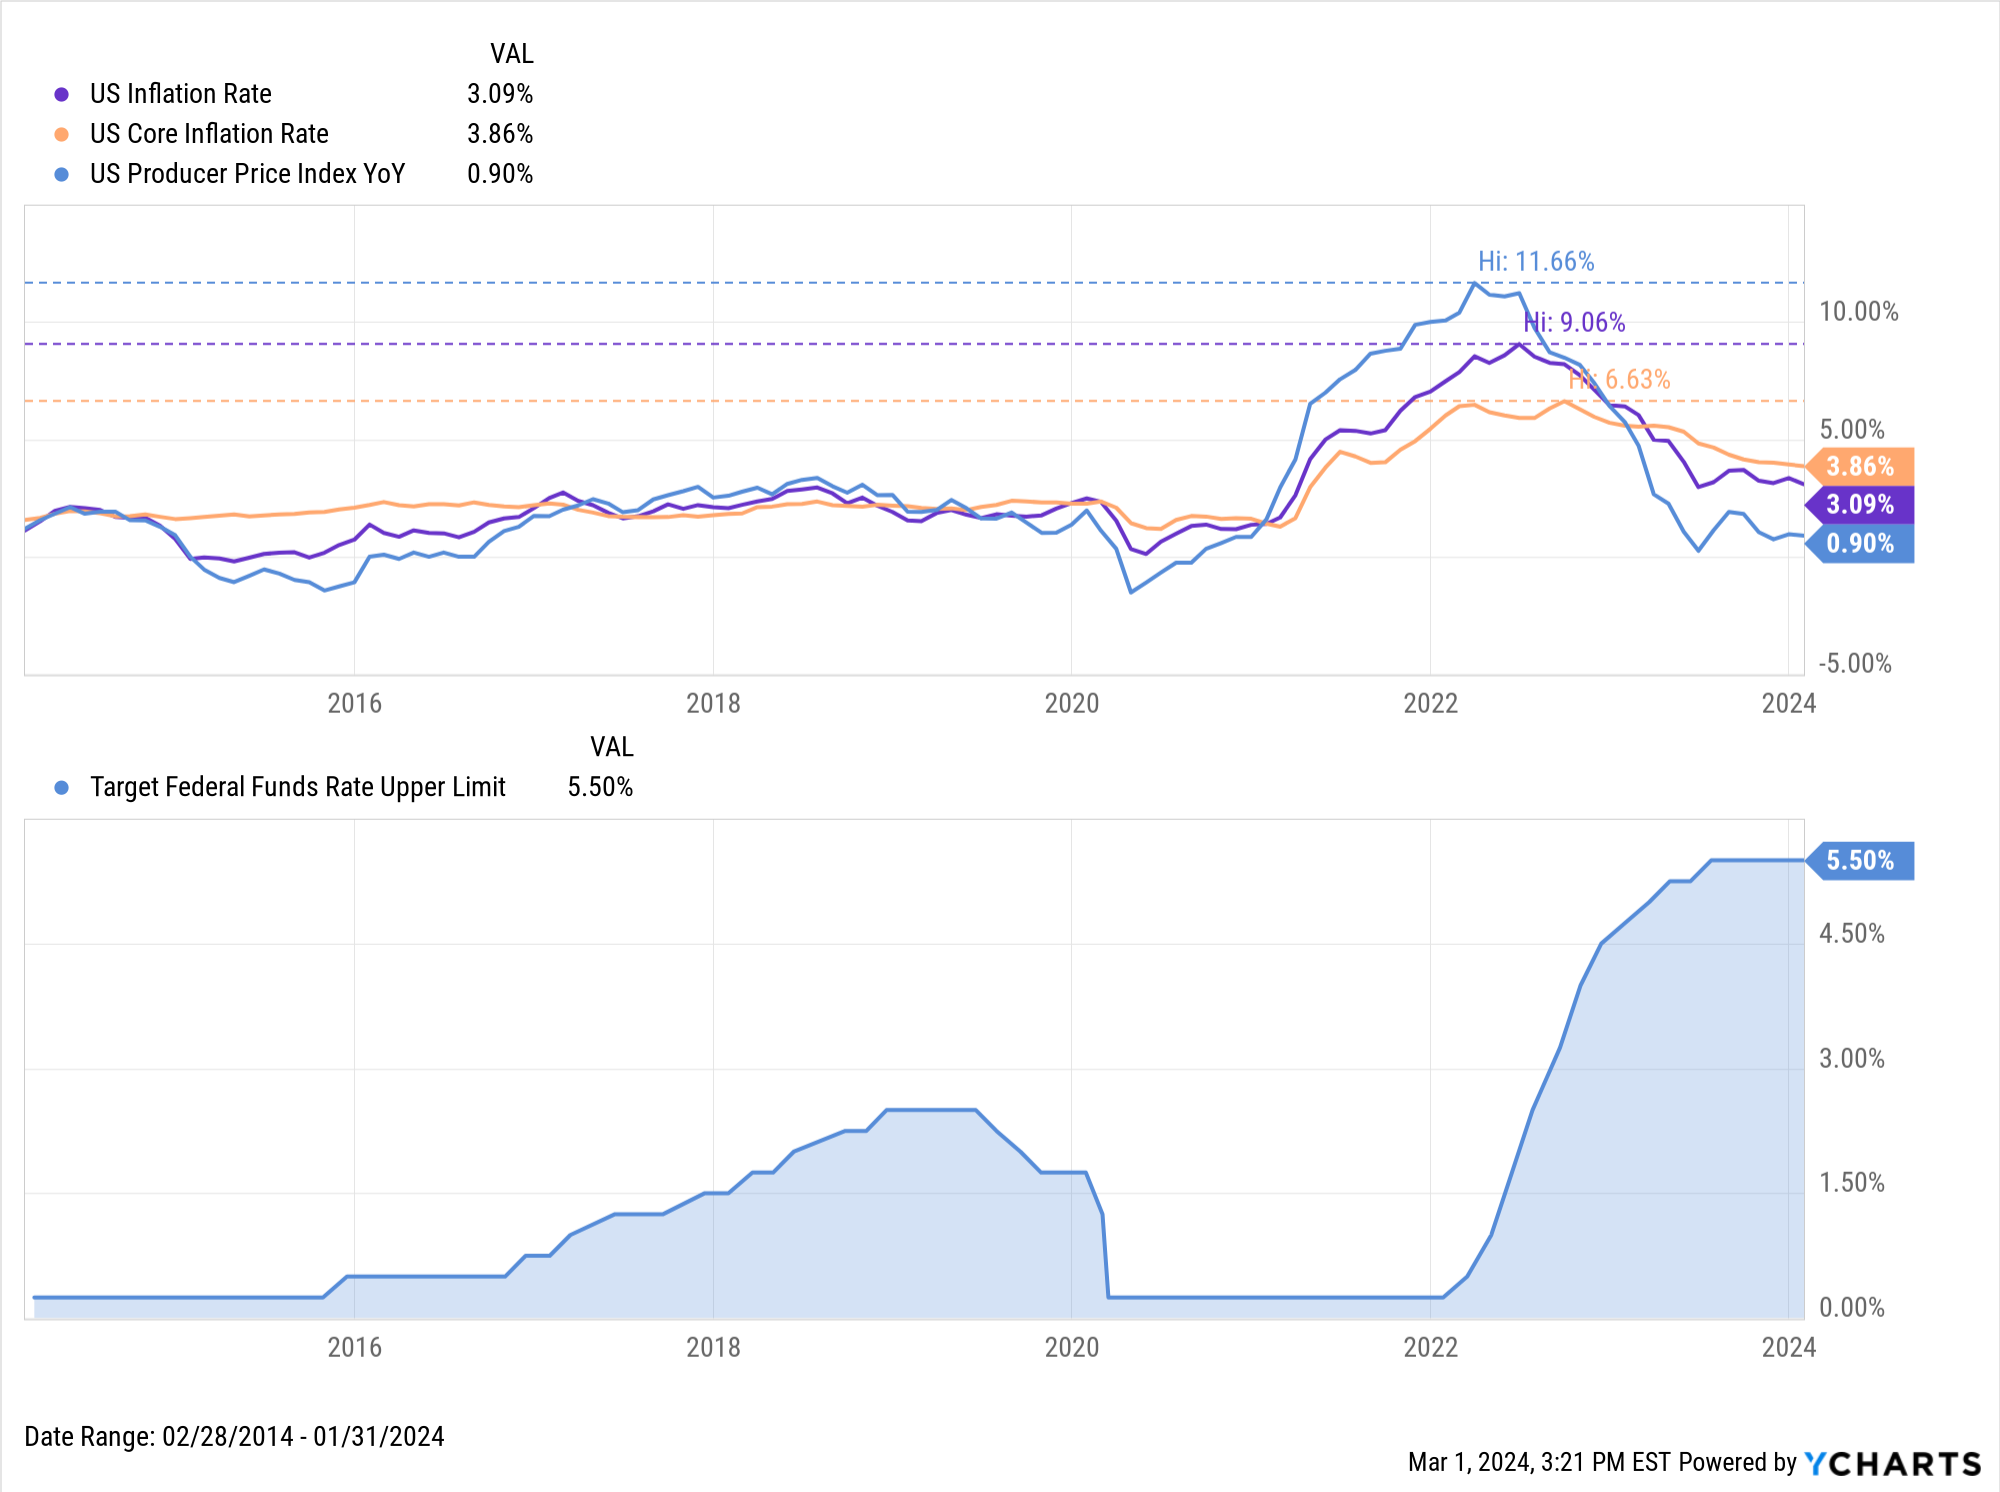 VAL
US Inflation Rate 3.09%
US Core Inflation Rate 3.86%
US Producer Price Index YoY 0.90%
Hi: 11.66%
10.00%
Hi: 9.06%
Hi: 6.63%
5.00%
3.86%
3.09%
0.90%
-5.00%
2016 2018 2020 2022 2024
VAL
Target Federal Funds Rate Upper Limit 5.50%
5.50%
4.50%
3.00%
1.50%
0.00%
2016 2018 2020 2022 2024
Date Range: 02/28/2014 - 01/31/2024
Mar 1, 2024, 3:21 PM EST Powered by YCHARTS